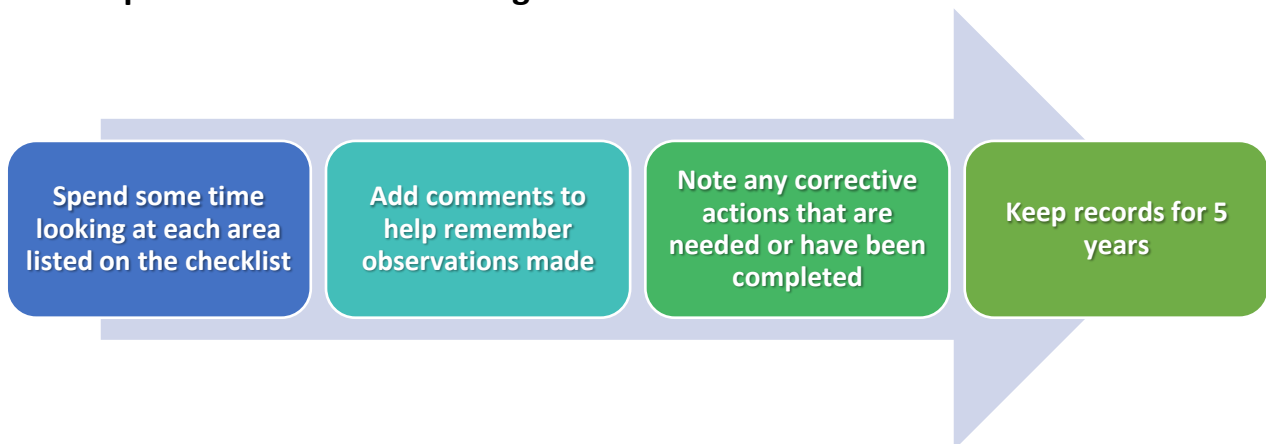 Spend some time
looking at each area
listed on the checklist
Add comments to
help remember
observations made
Note any corrective
actions that are
needed or have been
completed
Keep records for 5
years